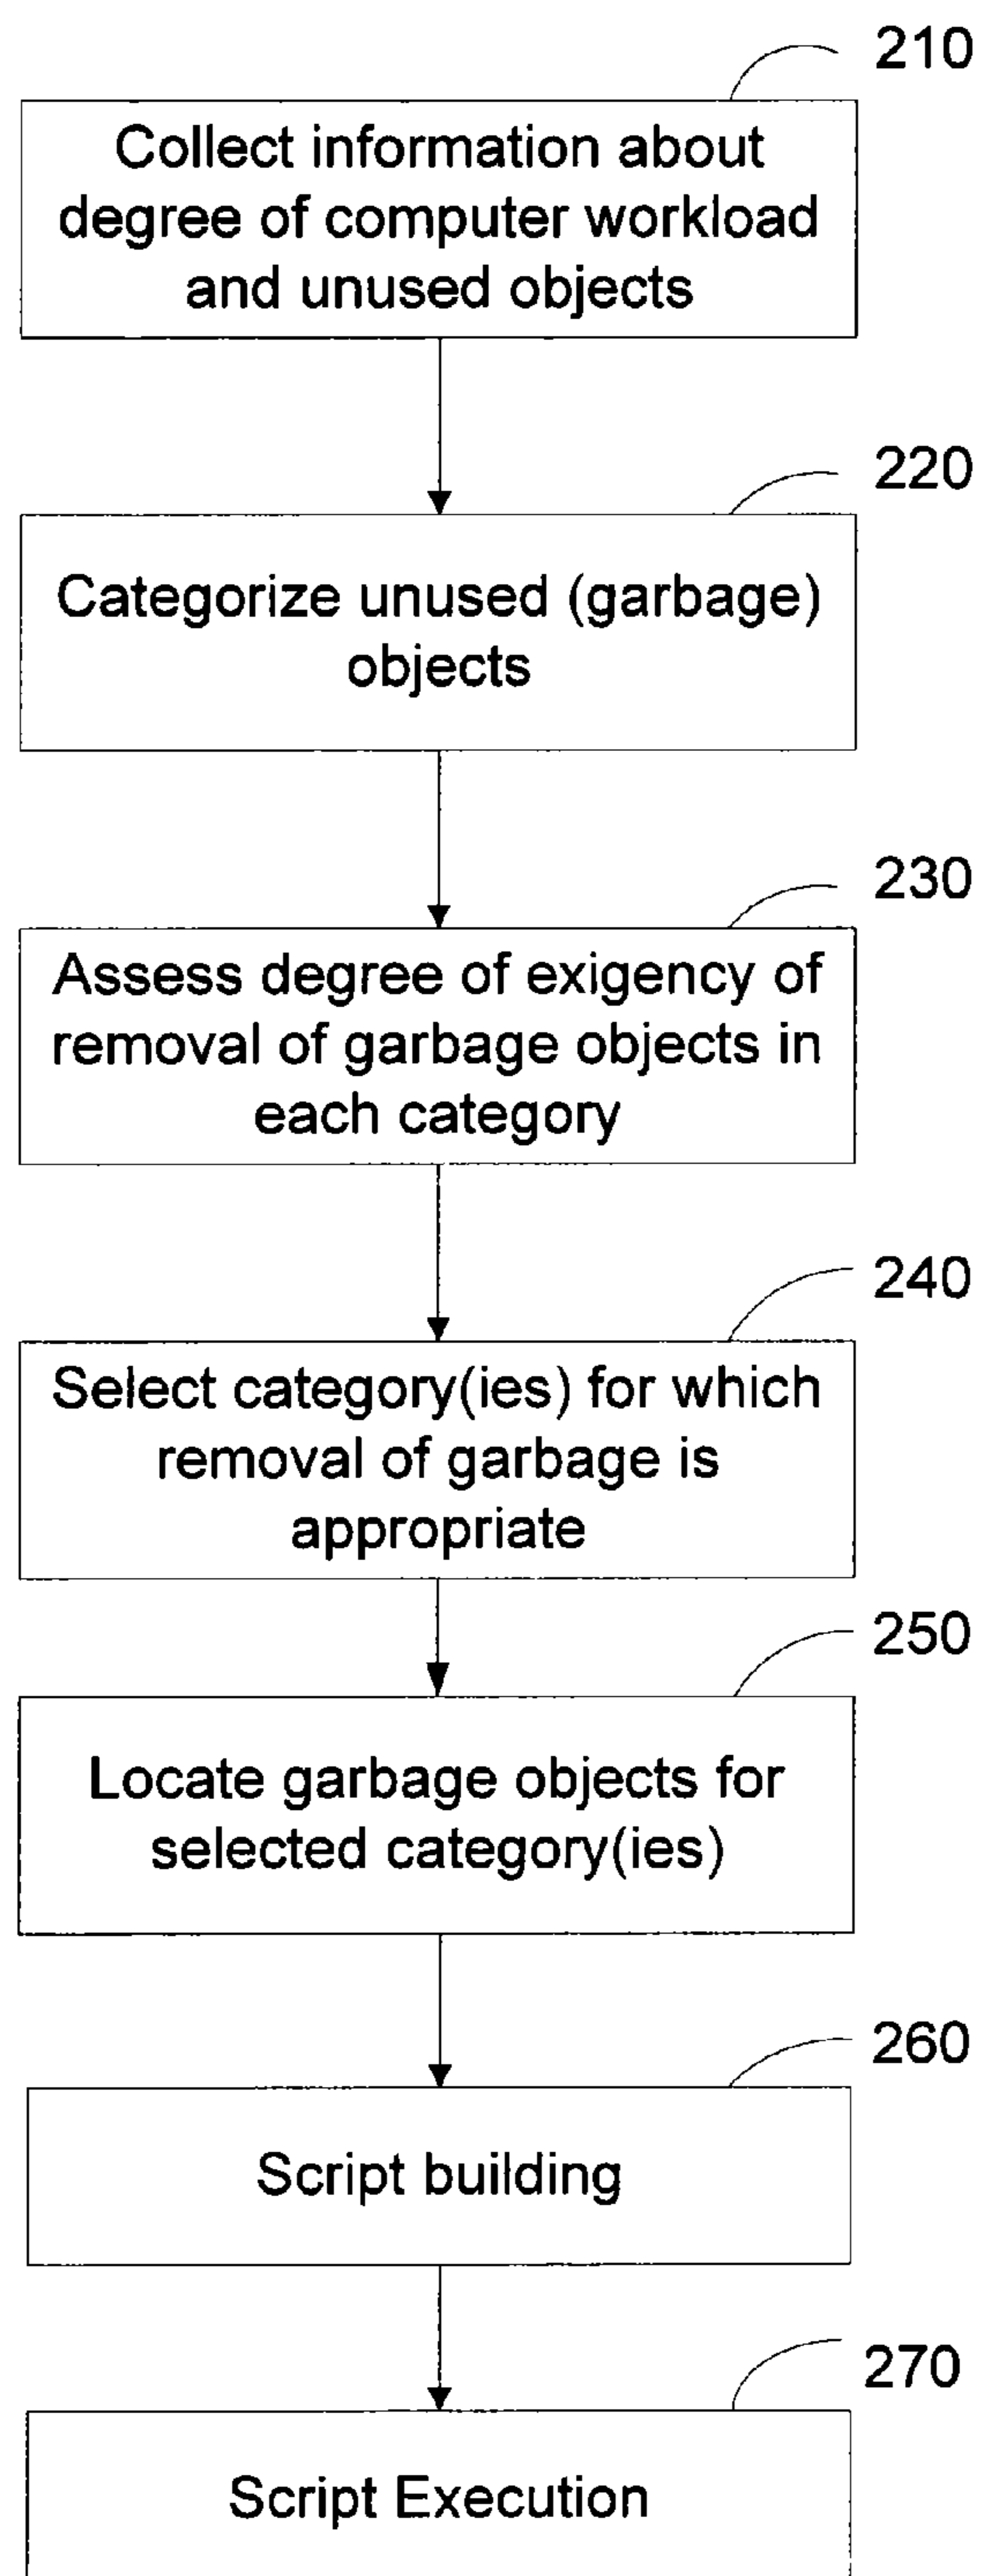 210
Collect information about
degree of computer workload
and unused objects
220
Categorize unused (garbage)
objects
230
Assess degree of exigency of
removal of garbage objects in
each category
240
Select category(ies) for which
removal of garbage is
appropriate
250
Locate garbage objects for
selected category(ies)
260
Script building
270
Script Execution